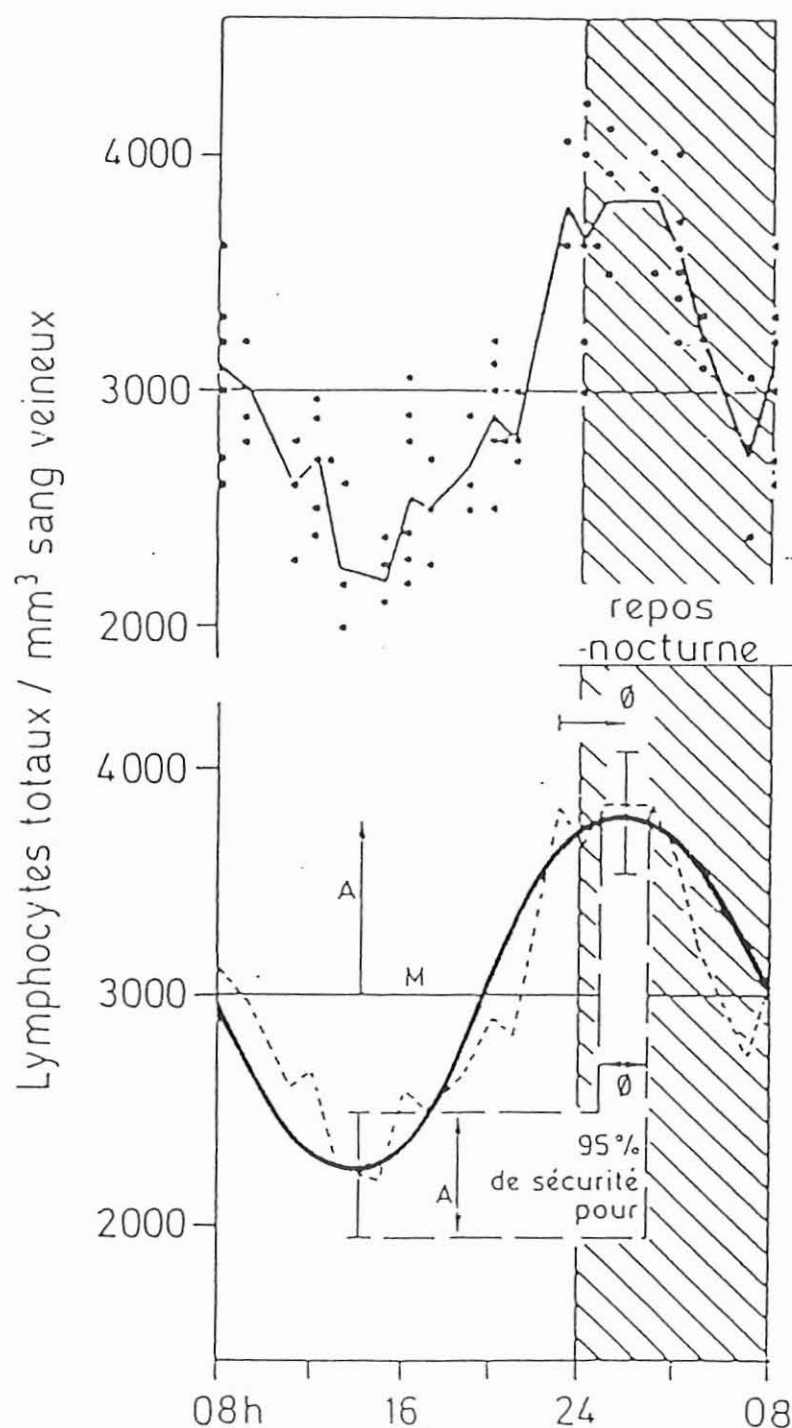 Lymphocytes totaux / mm³ sang veineux
4000
3000
2000
repos
-nocturne
Ø
4000
A
M
3000
Ø
95%
de sécurité
pour
A
2000
08h
16
24
08